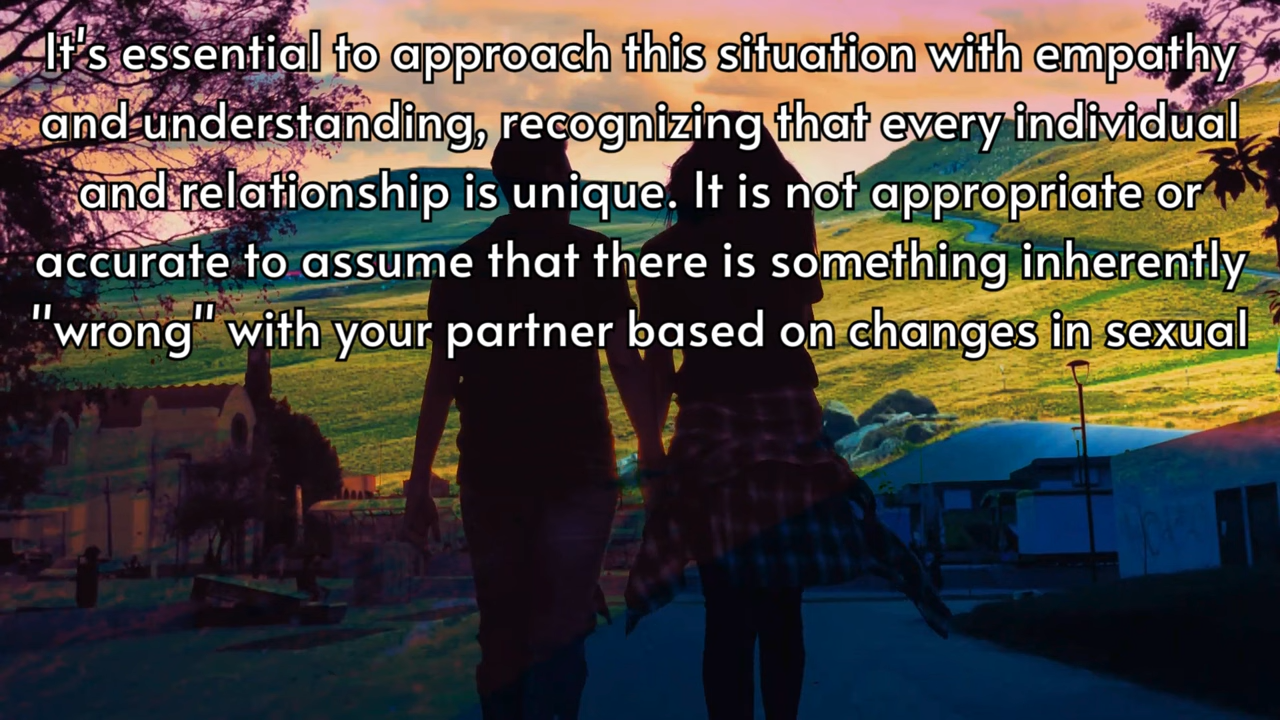 It's essential to approach this situation with empathy
and understanding, recognizing that every individual
and relationship is unique. It is not appropriate or
accurate to assume that there is something inherently
"wrong" with your partner based on changes in sexual